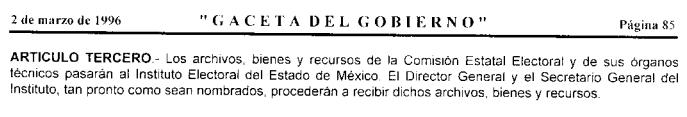 2 de marzo de 1996 "GACETA DEL GOBIERNO" Página 85
ARTICULO TERCERO.- Los archivos, bienes y recursos de la Comisión Estatal Electoral y de sus órganos
técnicos pasarán al Instituto Electoral del Estado de México. El Director General y el Secretario General del
Instituto, tan pronto como sean nombrados, procederán a recibir dichos archivos, bienes y recursos.